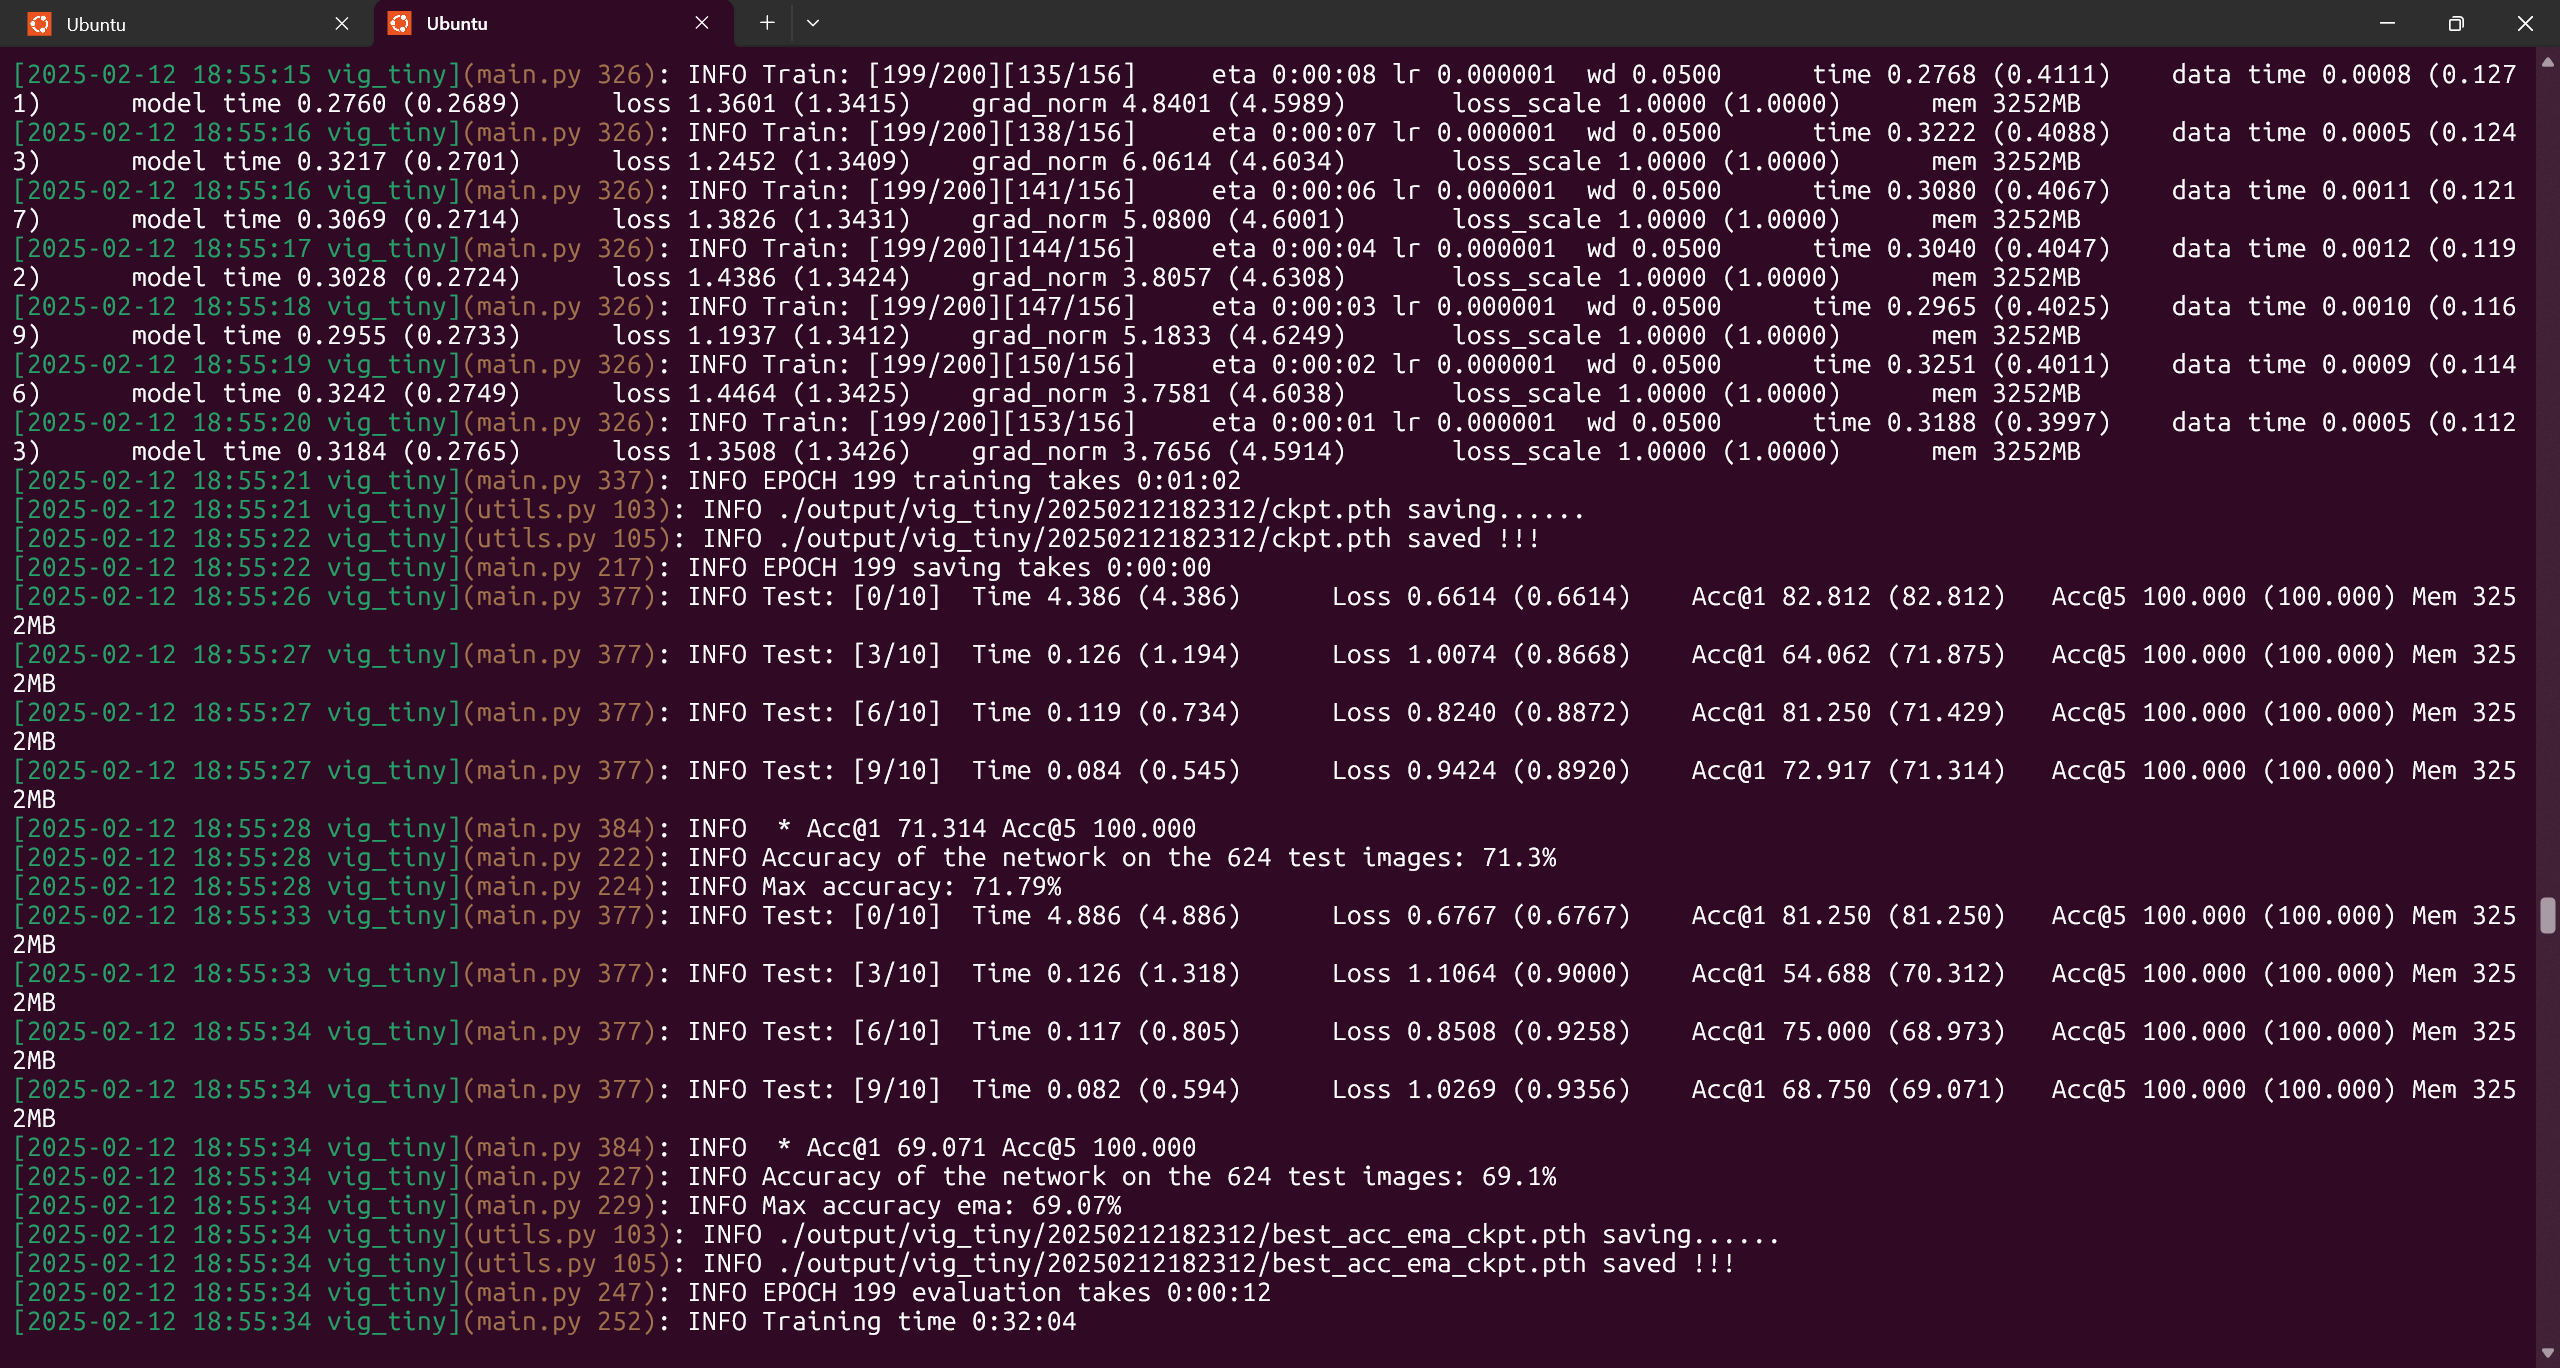 Ubuntu
Ubuntu
[2025-02-12 18:55:15 vig_tiny](main.py 326): INFO Train: [199/200][135/156] eta 0:00:08 lr 0.000001 wd 0.0500 time 0.2768 (0.4111) data time 0.0008 (0.127
1) model time 0.2760 (0.2689) loss 1.3601 (1.3415) grad_norm 4.8401 (4.5989) loss_scale 1.0000 (1.0000) mem 3252MB
[2025-02-12 18:55:16 vig_tiny](main.py 326): INFO Train: [199/200][138/156] eta 0:00:07 lr 0.000001 wd 0.0500 time 0.3222 (0.4088) data time 0.0005 (0.124
3) model time 0.3217 (0.2701) loss 1.2452 (1.3409) grad_norm 6.0614 (4.6034) loss_scale 1.0000 (1.0000) mem 3252MB
[2025-02-12 18:55:16 vig_tiny](main.py 326): INFO Train: [199/200][141/156] eta 0:00:06 lr 0.000001 wd 0.0500 time 0.3080 (0.4067) data time 0.0011 (0.121
7) model time 0.3069 (0.2714) loss 1.3826 (1.3431) grad_norm 5.0800 (4.6001) loss_scale 1.0000 (1.0000) mem 3252MB
[2025-02-12 18:55:17 vig_tiny](main.py 326): INFO Train: [199/200][144/156] eta 0:00:04 lr 0.000001 wd 0.0500 time 0.3040 (0.4047) data time 0.0012 (0.119
2) model time 0.3028 (0.2724) loss 1.4386 (1.3424) grad_norm 3.8057 (4.6308) loss_scale 1.0000 (1.0000) mem 3252MB
[2025-02-12 18:55:18 vig_tiny](main.py 326): INFO Train: [199/200][147/156] eta 0:00:03 lr 0.000001 wd 0.0500 time 0.2965 (0.4025) data time 0.0010 (0.116
9) model time 0.2955 (0.2733) loss 1.1937 (1.3412) grad_norm 5.1833 (4.6249) loss_scale 1.0000 (1.0000) mem 3252MB
[2025-02-12 18:55:19 vig_tiny](main.py 326): INFO Train: [199/200][150/156] eta 0:00:02 lr 0.000001 wd 0.0500 time 0.3251 (0.4011) data time 0.0009 (0.114
6) model time 0.3242 (0.2749) loss 1.4464 (1.3425) grad_norm 3.7581 (4.6038) loss_scale 1.0000 (1.0000) mem 3252MB
[2025-02-12 18:55:20 vig_tiny](main.py 326): INFO Train: [199/200][153/156] eta 0:00:01 lr 0.000001 wd 0.0500 time 0.3188 (0.3997) data time 0.0005 (0.112
3) model time 0.3184 (0.2765) loss 1.3508 (1.3426) grad_norm 3.7656 (4.5914) loss_scale 1.0000 (1.0000) mem 3252MB
[2025-02-12 18:55:21 vig_tiny](main.py 337): INFO EPOCH 199 training takes 0:01:02
[2025-02-12 18:55:21 vig_tiny](utils.py 103): INFO ./output/vig_tiny/20250212182312/ckpt.pth saving......
[2025-02-12 18:55:22 vig_tiny](utils.py 105): INFO ./output/vig_tiny/20250212182312/ckpt.pth saved !!!
[2025-02-12 18:55:22 vig_tiny](main.py 217): INFO EPOCH 199 saving takes 0:00:00
[2025-02-12 18:55:26 vig_tiny](main.py 377): INFO Test: [0/10] Time 4.386 (4.386) Loss 0.6614 (0.6614) Acc@1 82.812 (82.812) Acc@5 100.000 (100.000) Mem 325
2MB
[2025-02-12 18:55:27 vig_tiny](main.py 377): INFO Test: [3/10] Time 0.126 (1.194) Loss 1.0074 (0.8668) Acc@1 64.062 (71.875) Acc@5 100.000 (100.000) Mem 325
2MB
[2025-02-12 18:55:27 vig_tiny](main.py 377): INFO Test: [6/10] Time 0.119 (0.734) Loss 0.8240 (0.8872) Acc@1 81.250 (71.429) Acc@5 100.000 (100.000) Mem 325
2MB
[2025-02-12 18:55:27 vig_tiny](main.py 377): INFO Test: [9/10] Time 0.084 (0.545) Loss 0.9424 (0.8920) Acc@1 72.917 (71.314) Acc@5 100.000 (100.000) Mem 325
2MB
[2025-02-12 18:55:28 vig_tiny](main.py 384): INFO * Acc@1 71.314 Acc@5 100.000
[2025-02-12 18:55:28 vig_tiny](main.py 222): INFO Accuracy of the network on the 624 test images: 71.3%
[2025-02-12 18:55:28 vig_tiny](main.py 224): INFO Max accuracy: 71.79%
[2025-02-12 18:55:33 vig_tiny](main.py 377): INFO Test: [0/10] Time 4.886 (4.886) Loss 0.6767 (0.6767) Acc@1 81.250 (81.250) Acc@5 100.000 (100.000) Mem 325
2MB
[2025-02-12 18:55:33 vig_tiny](main.py 377): INFO Test: [3/10] Time 0.126 (1.318) Loss 1.1064 (0.9000) Acc@1 54.688 (70.312) Acc@5 100.000 (100.000) Mem 325
2MB
[2025-02-12 18:55:34 vig_tiny](main.py 377): INFO Test: [6/10] Time 0.117 (0.805) Loss 0.8508 (0.9258) Acc@1 75.000 (68.973) Acc@5 100.000 (100.000) Mem 325
2MB
[2025-02-12 18:55:34 vig_tiny](main.py 377): INFO Test: [9/10] Time 0.082 (0.594) Loss 1.0269 (0.9356) Acc@1 68.750 (69.071) Acc@5 100.000 (100.000) Mem 325
2MB
[2025-02-12 18:55:34 vig_tiny](main.py 384): INFO * Acc@1 69.071 Acc@5 100.000
[2025-02-12 18:55:34 vig_tiny](main.py 227): INFO Accuracy of the network on the 624 test images: 69.1%
[2025-02-12 18:55:34 vig_tiny](main.py 229): INFO Max accuracy ema: 69.07%
[2025-02-12 18:55:34 vig_tiny](utils.py 103): INFO ./output/vig_tiny/20250212182312/best_acc_ema_ckpt.pth saving......
[2025-02-12 18:55:34 vig_tiny](utils.py 105): INFO ./output/vig_tiny/20250212182312/best_acc_ema_ckpt.pth saved !!!
[2025-02-12 18:55:34 vig_tiny](main.py 247): INFO EPOCH 199 evaluation takes 0:00:12
[2025-02-12 18:55:34 vig_tiny](main.py 252): INFO Training time 0:32:04